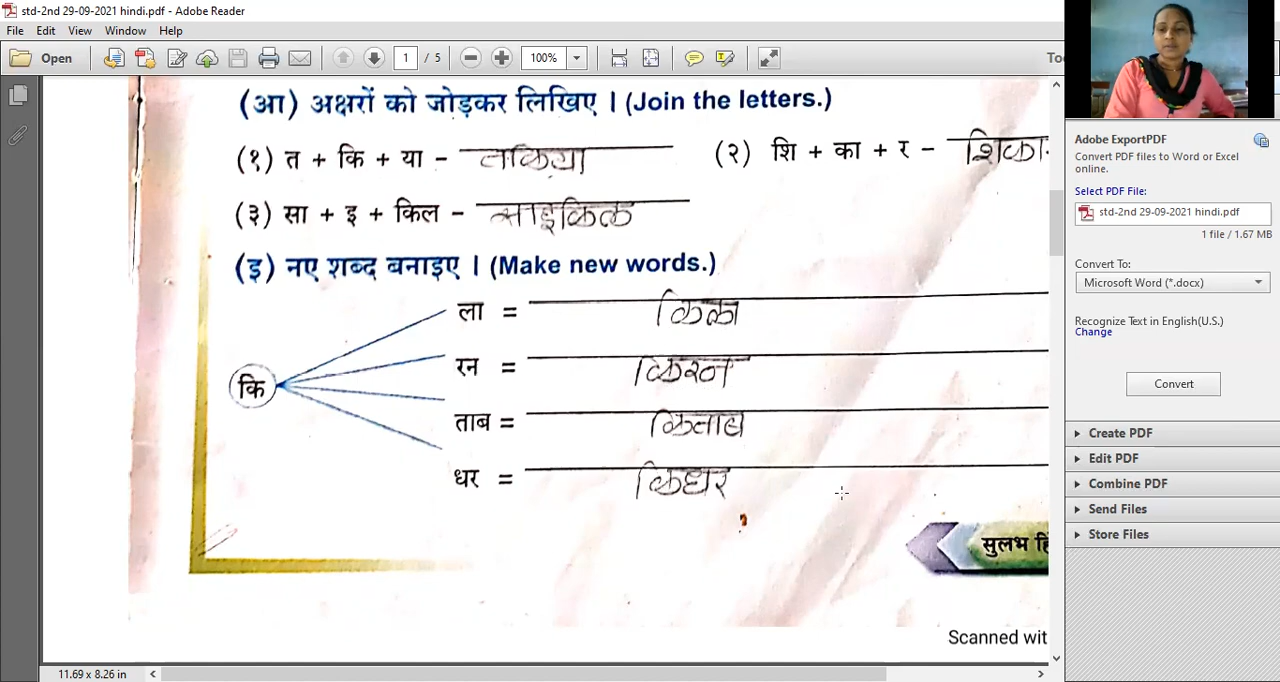 std-2nd 29-09-2021 hindi.pdf - Adobe Reader
File Edit View Window Help
Open 1 / 5 100%
(आ) अक्षरों को जोड़कर लिखिए । (Join the letters.)
(१) त + कि + या - तकिया (२) शि + का + र - शिका
(३) सा + इ + किल - साइकिल
(इ) नए शब्द बनाइए । (Make new words.)
ला = किला
कि
रन = किरन
ताब = किताब
धर = किधर
सुलभ हि
Scanned wit
11.69 x 8.26 in
To
Adobe ExportPDF
Convert PDF files to Word or Excel
online.
Select PDF File:
std-2nd 29-09-2021 hindi.pdf
1 file / 1.67 MB
Convert To:
Microsoft Word (*.docx)
Recognize Text in English(U.S.)
Change
Convert
Create PDF
Edit PDF
Combine PDF
Send Files
Store Files